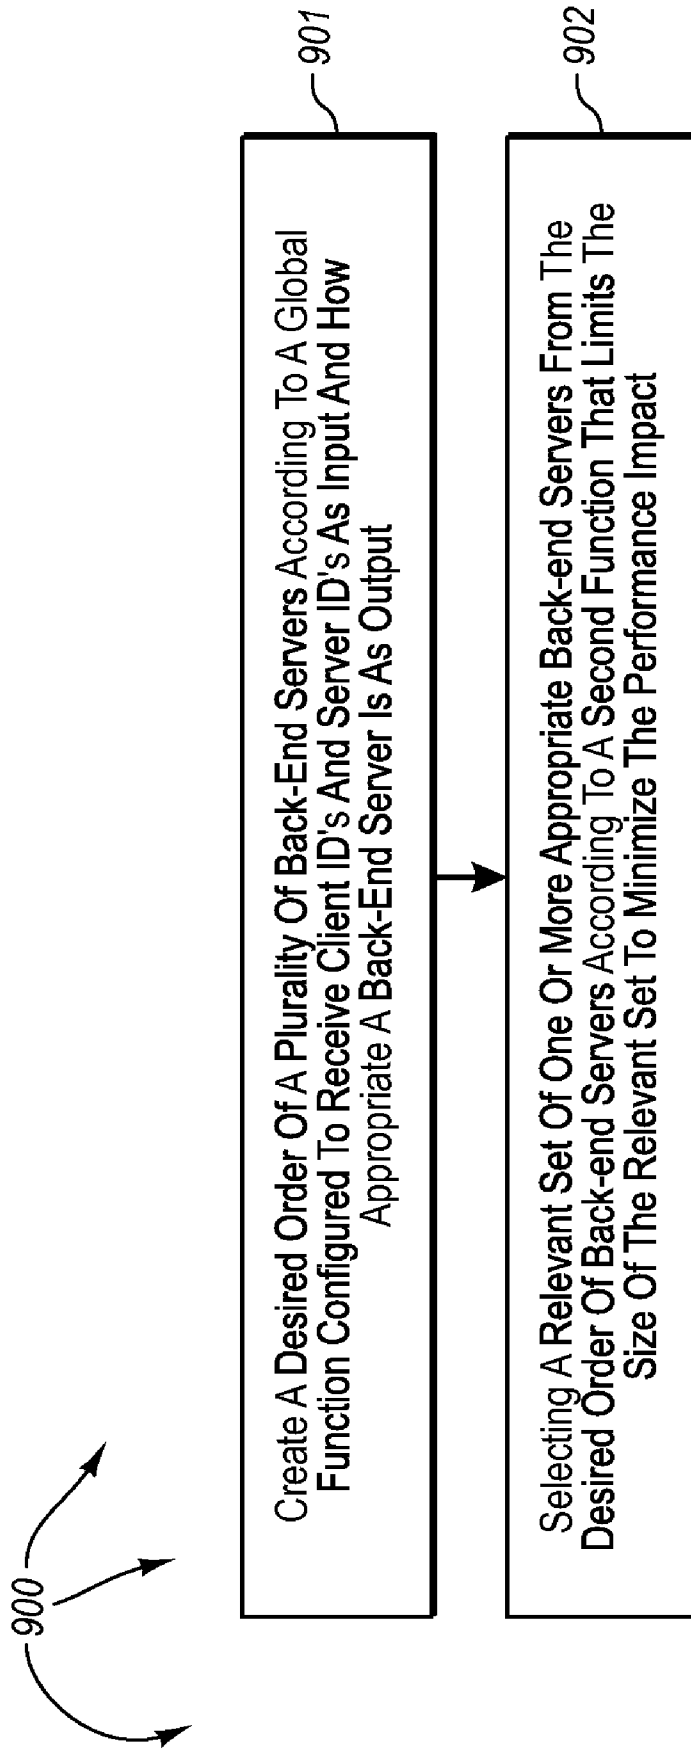 900
Create A Desired Order Of A Plurality Of Back-End Servers According To A Global
Function Configured To Receive Client ID's And Server ID's As Input And How
Appropriate A Back-End Server Is As Output
901
Selecting A Relevant Set Of One Or More Appropriate Back-end Servers From The
Desired Order Of Back-end Servers According To A Second Function That Limits The
Size Of The Relevant Set To Minimize The Performance Impact
902